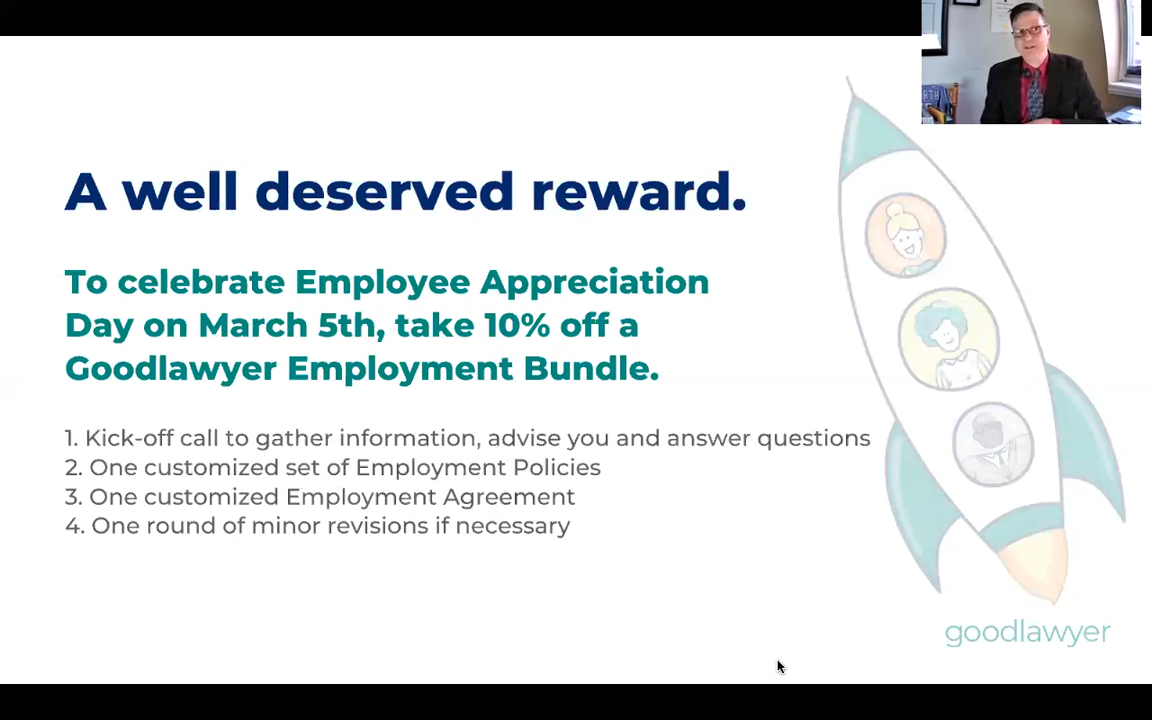 A well deserved reward.
To celebrate Employee Appreciation
Day on March 5th, take 10% off a
Goodlawyer Employment Bundle.
1. Kick-off call to gather information, advise you and answer questions
2. One customized set of Employment Policies
3. One customized Employment Agreement
4. One round of minor revisions if necessary
goodlawyer